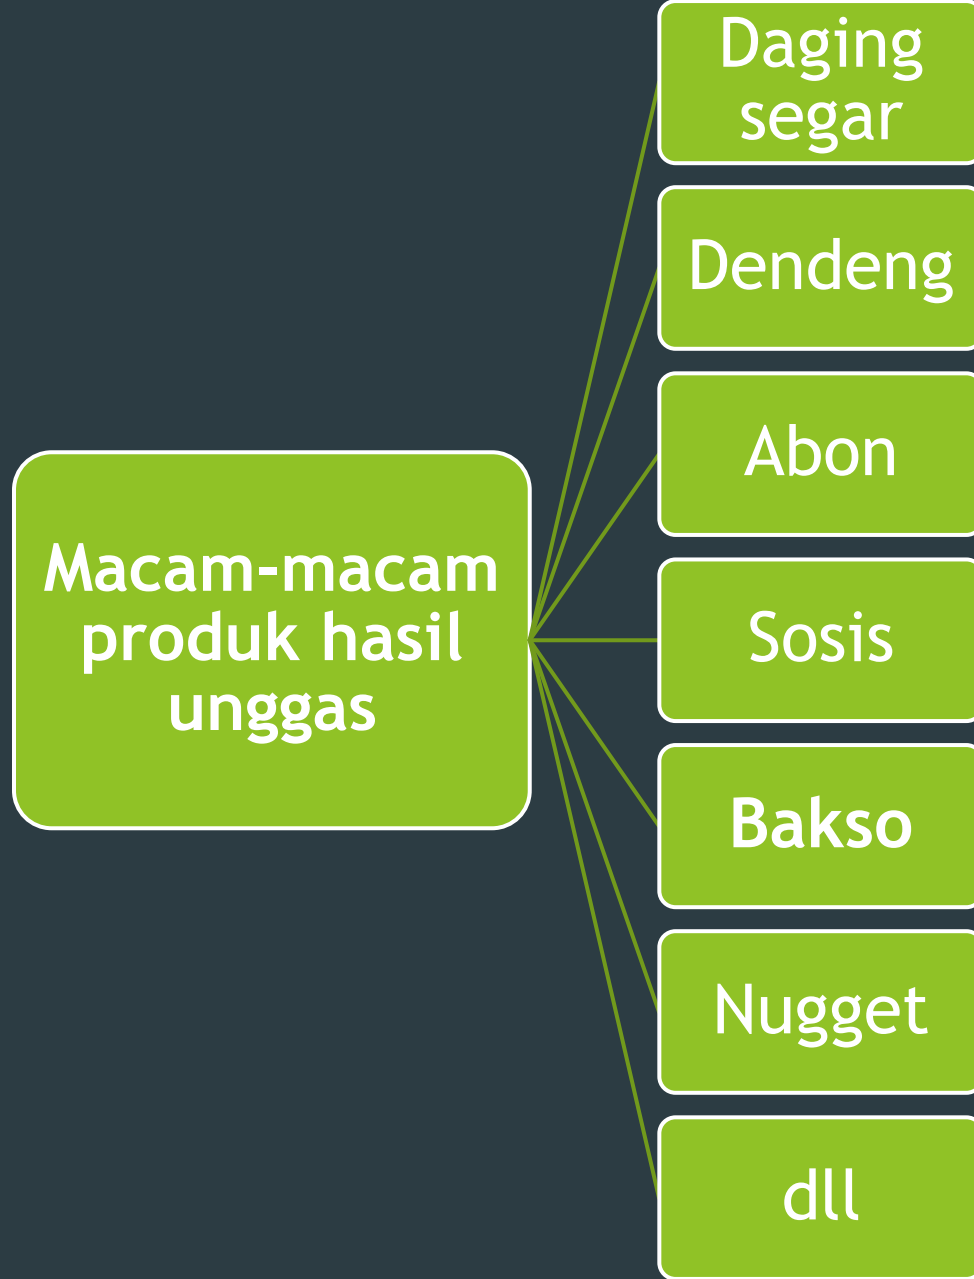 Macam-macam
produk hasil
unggas
Daging
segar
Dendeng
Abon
Sosis
Bakso
Nugget
dll